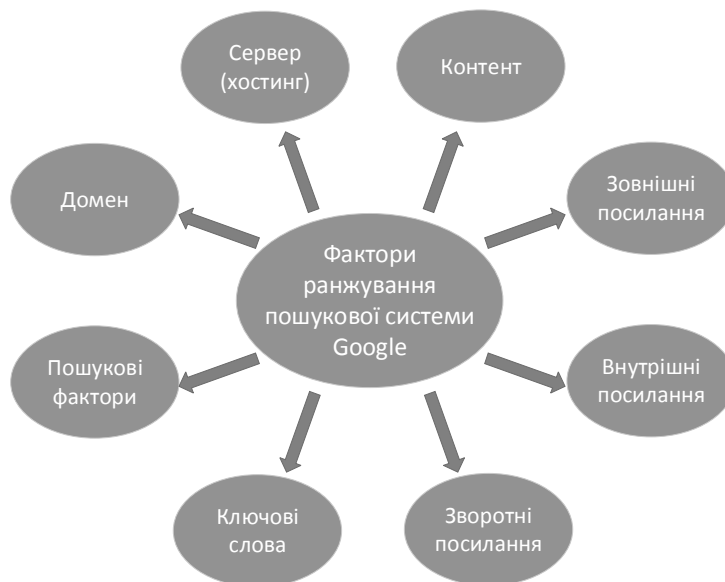 Сервер
(хостинг)
Контент
Домен
Зовнішні
посилання
Фактори
ранжування
пошукової системи
Google
Пошукові
фактори
Внутрішні
посилання
Ключові
слова
Зворотні
посилання